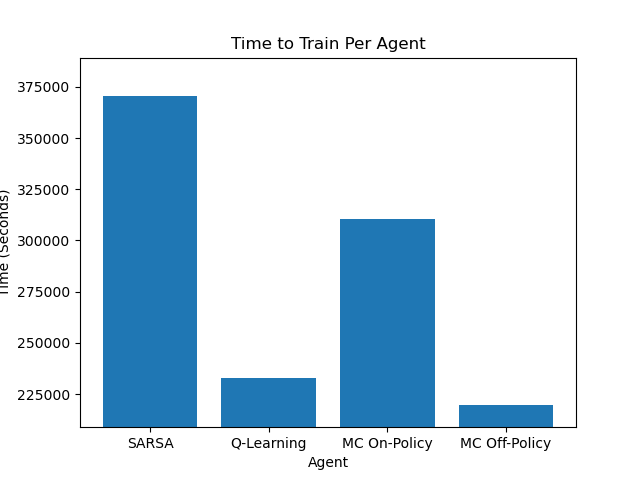 Time to Train Per Agent
375000
350000
325000
300000
275000
250000
225000
Time (Seconds)
SARSA
Q-Learning
MC On-Policy
MC Off-Policy
Agent